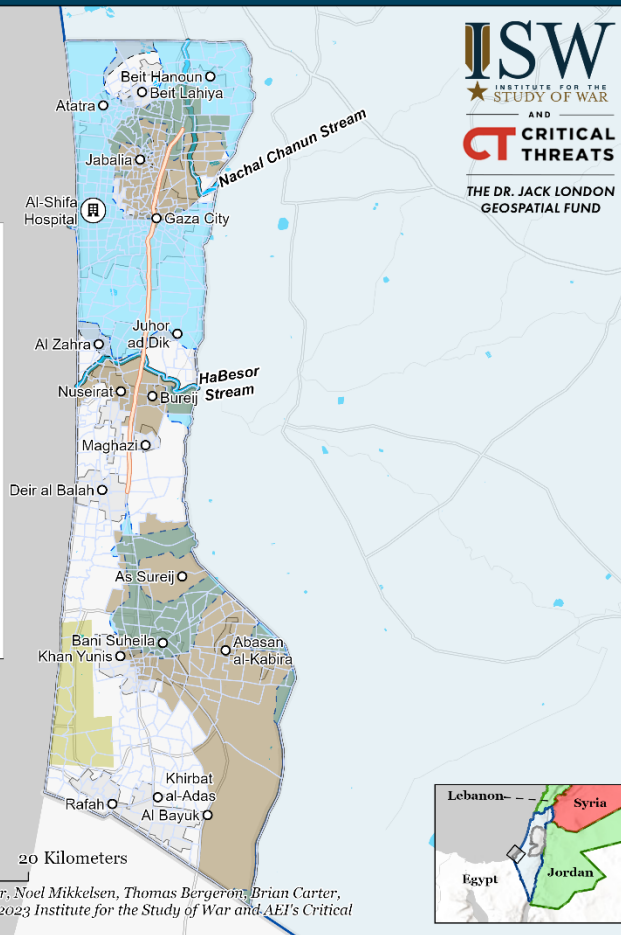 ISW
INSTITUTE FOR THE
STUDY OF WAR
AND
CT CRITICAL
THREATS
THE DR. JACK LONDON
GEOSPATIAL FUND
Beit Hanoun
Beit Lahiya
Atatra
Jabalia
Nachal Chanun Stream
Al-Shifa
Hospital
Gaza City
Juhor
ad Dik
Al Zahra
HaBesor
Stream
Nuseirat
Bureij
Maghazi
Deir al Balah
As Sureij
Bani Suheila
Khan Yunis
Abasan
al-Kabira
Khirbat
al-Adas
Rafah
Al Bayuk
Lebanon
Syria
Egypt
Jordan
20 Kilometers
r, Noel Mikkelsen, Thomas Bergeron, Brian Carter,
2023 Institute for the Study of War and AEI's Critical